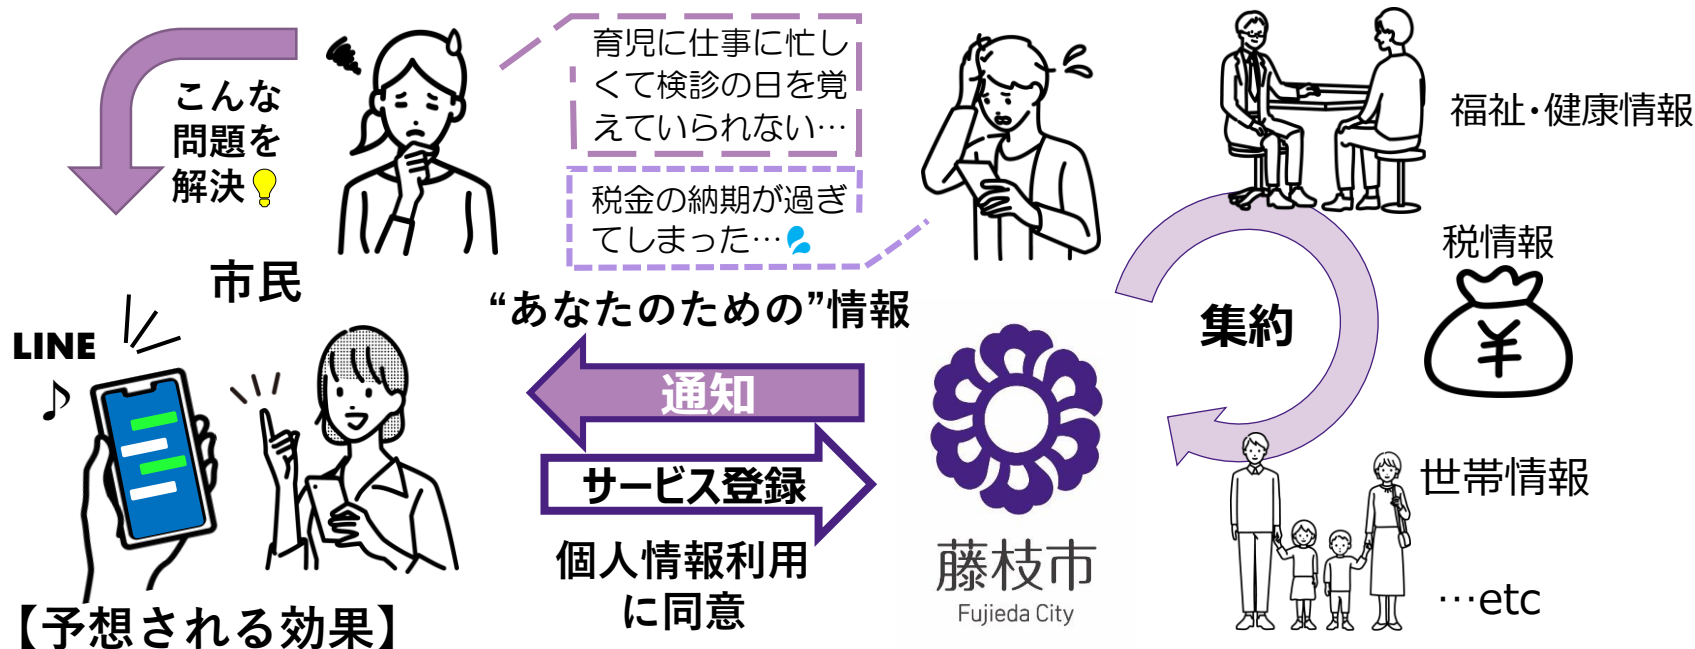 こんな
問題を
解決
育児に仕事に忙し
くて検診の日を覚
えていられない…
税金の納期が過ぎ
てしまった…
福祉・健康情報
税情報
¥
集約
世帯情報
…etc
市民
LINE
♪
“あなたのための”情報
通知
サービス登録
個人情報利用
に同意
藤枝市
Fujieda City
【予想される効果】